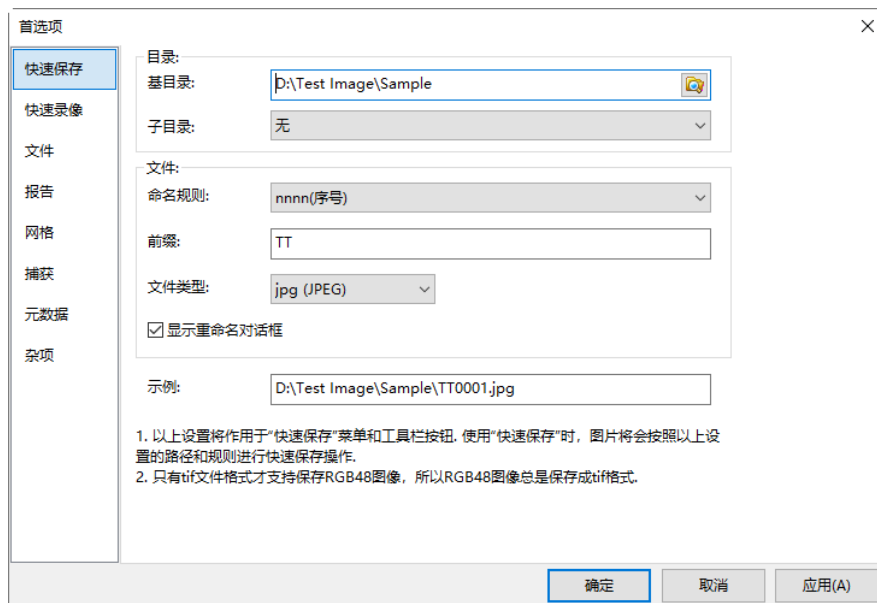 首选项
快速保存
快速录像
文件
报告
网格
捕获
元数据
杂项
目录:
基目录: D:\Test Image\Sample
子目录: 无
文件:
命名规则: nnnn(序号)
前缀: TT
文件类型: jpg (JPEG)
显示重命名对话框
示例: D:\Test Image\Sample\TT0001.jpg
1. 以上设置将作用于“快速保存”菜单和工具栏按钮. 使用“快速保存”时，图片将会按照以上设
置的路径和规则进行快速保存操作.
2. 只有tif文件格式才支持保存RGB48图像，所以RGB48图像总是保存成tif格式.
确定 取消 应用(A)